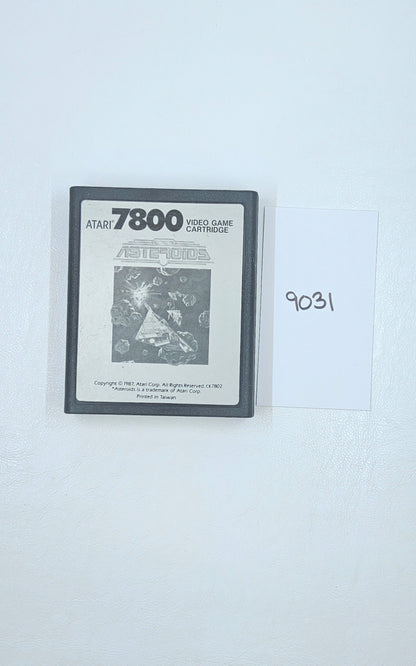 ATARI® 7800 VIDEO GAME CARTRIDGE
ASTEROIDS
Copyright © 1987, Atari Corp. All Rights Reserved. CX7802
*Asteroids is a trademark of Atari Corp.
Printed in Taiwan
9031